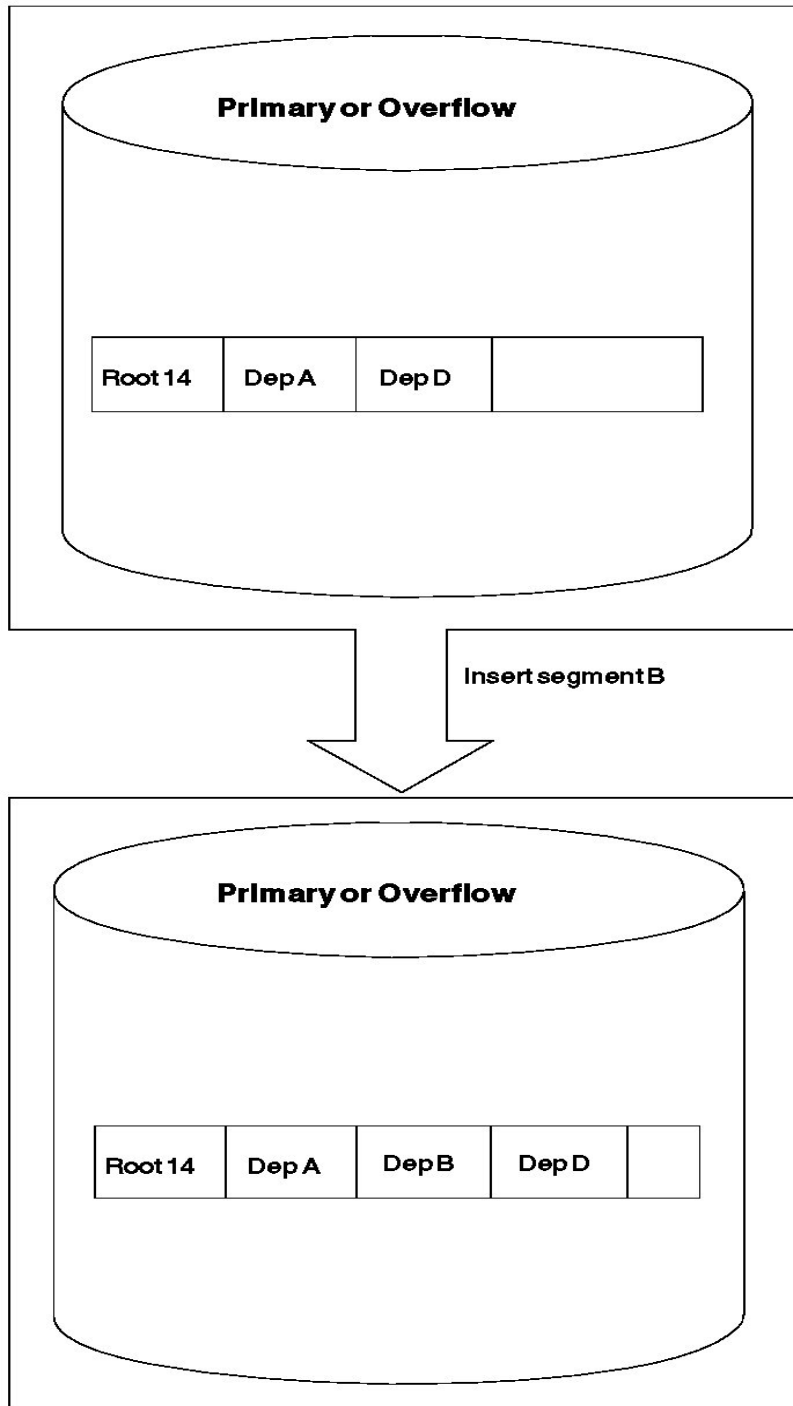 Primary or Overflow
Root 14 Dep A Dep D
Insert segment B
Primary or Overflow
Root 14 Dep A Dep B Dep D